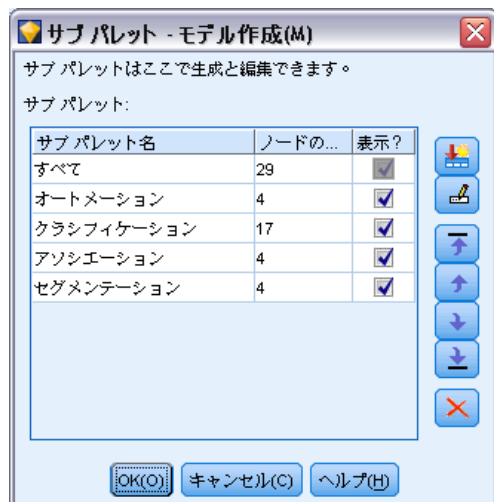 サブ パレット - モデル作成(M)
サブ パレットはここで生成と編集できます。
サブ パレット:
サブ パレット名 ノードの... 表示?
すべて 29
オートメーション 4
クラシフィケーション 17
アソシエーション 4
セグメンテーション 4
OK(O) キャンセル(C) ヘルプ(H)